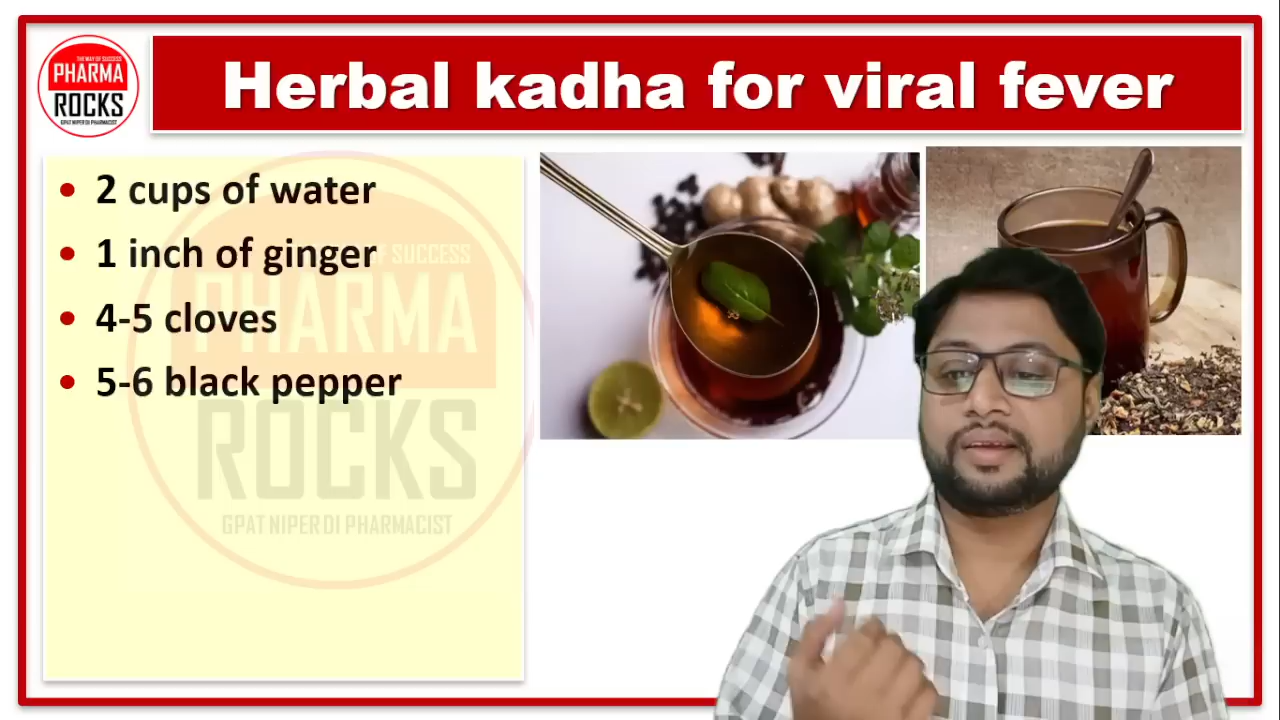 THE WAY OF SUCCESS
PHARMA
ROCKS
GPAT NIPER DI PHARMACIST
Herbal kadha for viral fever
• 2 cups of water
• 1 inch of ginger
• 4-5 cloves
• 5-6 black pepper
OF SUCCESS
PHARMA
ROCKS
GPAT NIPER DI PHARMACIST